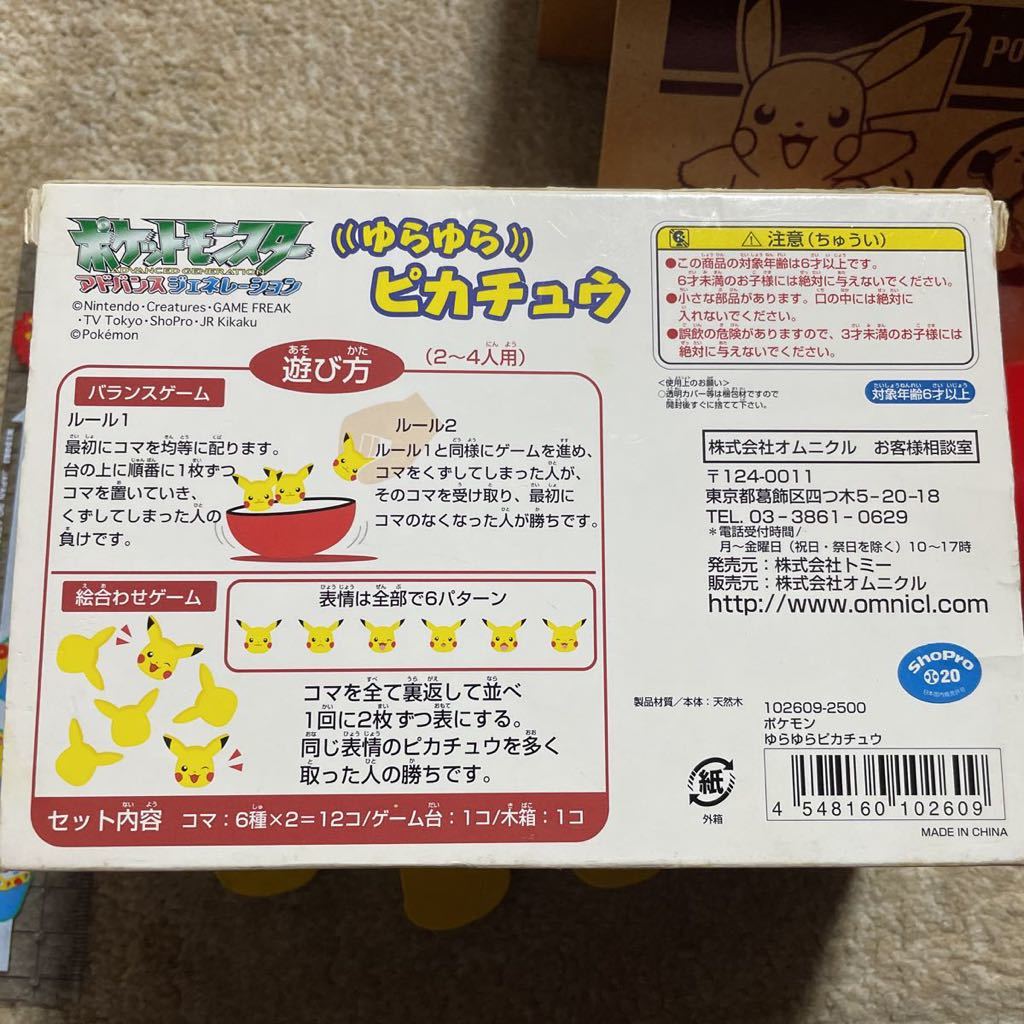 PO
ポケットモンスター
ADVANCED GENERATION
アドバンスジェネレーション
©Nintendo・Creatures・GAME FREAK
・TV Tokyo・ShoPro・JR Kikaku
©Pokémon
ゆらゆら
ピカチュウ
遊び方
(2〜4人用)
バランスゲーム
ルール1
最初にコマを均等に配ります。
台の上に順番に1枚ずつ
コマを置いていき、
くずしてしまった人の
負けです。
ルール2
ルール1と同様にゲームを進め、
コマをくずしてしまった人が、
そのコマを受け取り、最初に
コマのなくなった人が勝ちです。
絵合わせゲーム
表情は全部で6パターン
コマを全て裏返して並べ
1回に2枚ずつ表にする。
同じ表情のピカチュウを多く
取った人の勝ちです。
セット内容 コマ:6種×2=12コ/ゲーム台:1コ/木箱:1コ
⚠注意(ちゅうい)
●この商品の対象年齢は6才以上です。
6才未満のお子様には絶対に与えないでください。
●小さな部品があります。口の中には絶対に
入れないでください。
●誤飲の危険がありますので、3才未満のお子様には
絶対に与えないでください。
<使用上のお願い>
○透明カバー等は梱包材ですので
開封後すぐに捨てて下さい。
対象年齢6才以上
株式会社オムニクル お客様相談室
〒124-0011
東京都葛飾区四つ木5-20-18
TEL. 03-3861-0629
*電話受付時間/
月〜金曜日(祝日・祭日を除く)10〜17時
発売元:株式会社トミー
販売元:株式会社オムニクル
http://www.omnicl.com
ShoPro
20
日本国内販売許可
製品材質/本体:天然木
102609-2500
ポケモン
ゆらゆらピカチュウ
紙
外箱
4 548160 102609
MADE IN CHINA